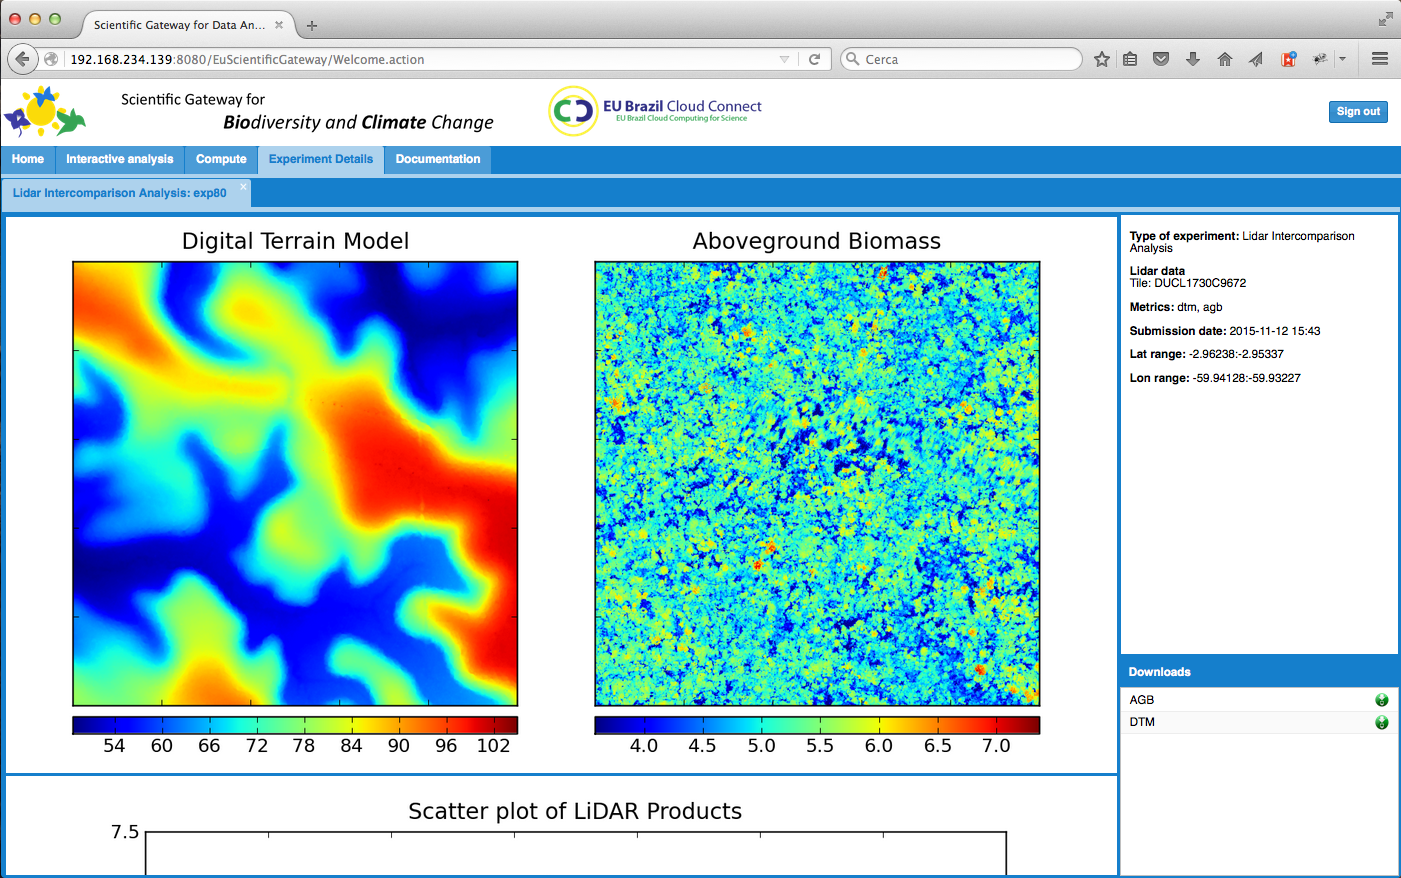 Scientific Gateway for Data An...
192.168.234.139:8080/EuScientificGateway/Welcome.action
Cerca
Scientific Gateway for
Biodiversity and Climate Change
EU Brazil Cloud Connect
EU Brazil Cloud Computing for Science
Sign out
Home Interactive analysis Compute Experiment Details Documentation
Lidar Intercomparison Analysis: exp80
Digital Terrain Model
54 60 66 72 78 84 90 96 102
Aboveground Biomass
4.0 4.5 5.0 5.5 6.0 6.5 7.0
Scatter plot of LiDAR Products
7.5
Type of experiment: Lidar Intercomparison
Analysis
Lidar data
Tile: DUCL1730C9672
Metrics: dtm, agb
Submission date: 2015-11-12 15:43
Lat range: -2.96238:-2.95337
Lon range: -59.94128:-59.93227
Downloads
AGB
DTM